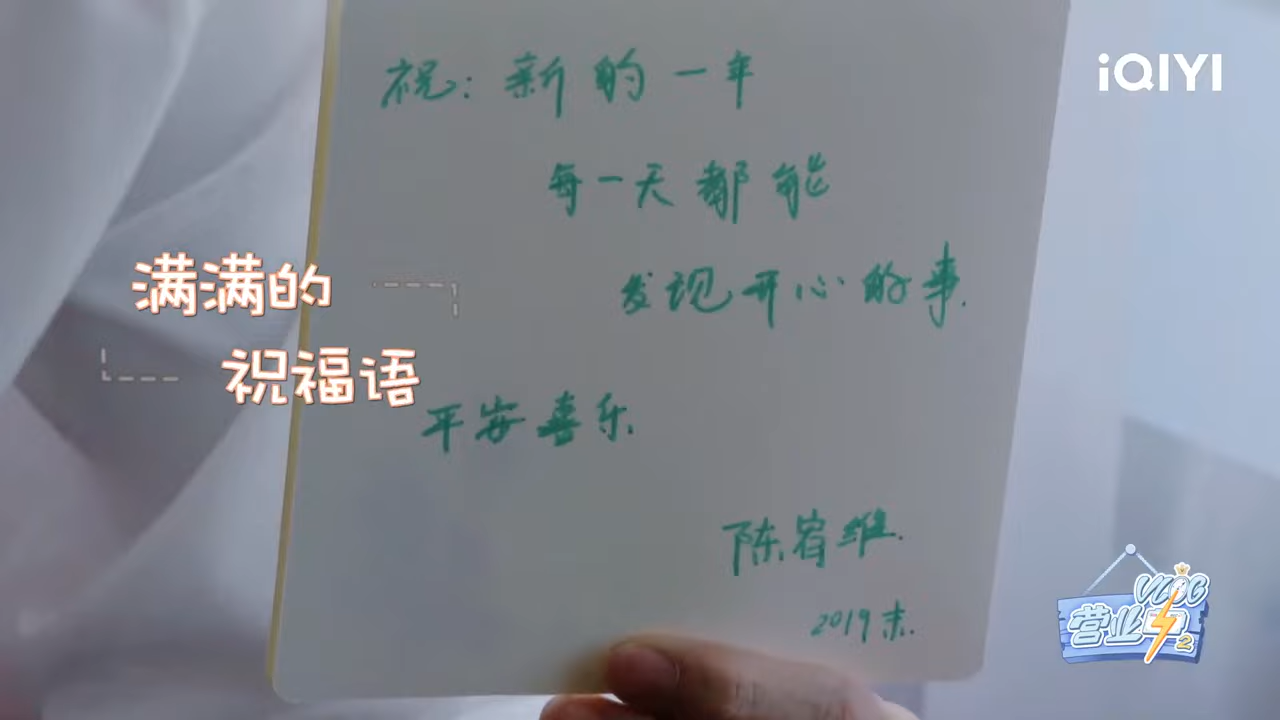 iQIYI
祝：新的一年
每一天都能
发现开心的事.
满满的
祝福语
平安喜乐.
陈宥维.
2019末.
VLOG
营业中
2